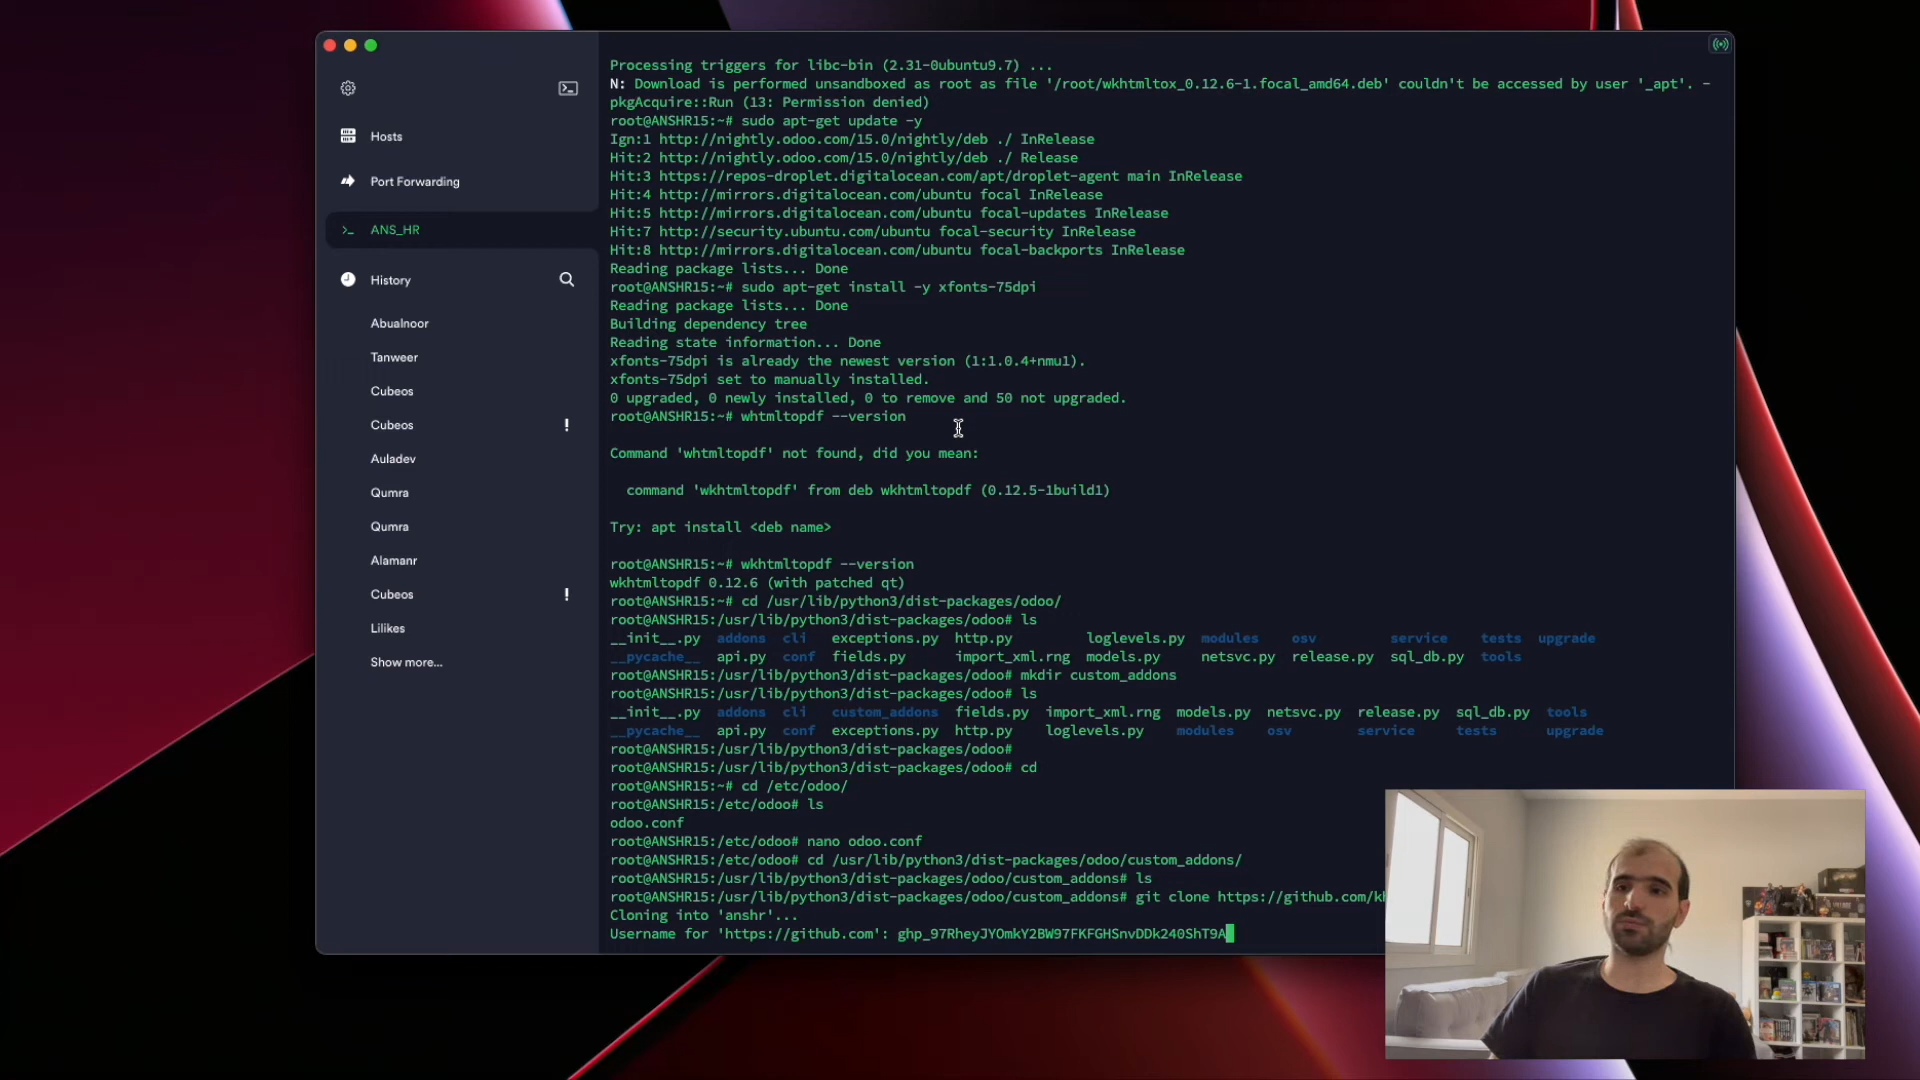 Hosts
Port Forwarding
ANS_HR
History
Abualnoor
Tanweer
Cubeos
Cubeos !
Auladev
Qumra
Qumra
Alamanr
Cubeos !
Lilikes
Show more...
Processing triggers for libc-bin (2.31-0ubuntu9.7) ...
N: Download is performed unsandboxed as root as file '/root/wkhtmltox_0.12.6-1.focal_amd64.deb' couldn't be accessed by user '_apt'. -
pkgAcquire::Run (13: Permission denied)
root@ANSHR15:~# sudo apt-get update -y
Ign:1 http://nightly.odoo.com/15.0/nightly/deb ./ InRelease
Hit:2 http://nightly.odoo.com/15.0/nightly/deb ./ Release
Hit:3 https://repos-droplet.digitalocean.com/apt/droplet-agent main InRelease
Hit:4 http://mirrors.digitalocean.com/ubuntu focal InRelease
Hit:5 http://mirrors.digitalocean.com/ubuntu focal-updates InRelease
Hit:7 http://security.ubuntu.com/ubuntu focal-security InRelease
Hit:8 http://mirrors.digitalocean.com/ubuntu focal-backports InRelease
Reading package lists... Done
root@ANSHR15:~# sudo apt-get install -y xfonts-75dpi
Reading package lists... Done
Building dependency tree
Reading state information... Done
xfonts-75dpi is already the newest version (1:1.0.4+nmu1).
xfonts-75dpi set to manually installed.
0 upgraded, 0 newly installed, 0 to remove and 50 not upgraded.
root@ANSHR15:~# whtmltopdf --version
Command 'whtmltopdf' not found, did you mean:
command 'wkhtmltopdf' from deb wkhtmltopdf (0.12.5-1build1)
Try: apt install <deb name>
root@ANSHR15:~# wkhtmltopdf --version
wkhtmltopdf 0.12.6 (with patched qt)
root@ANSHR15:~# cd /usr/lib/python3/dist-packages/odoo/
root@ANSHR15:/usr/lib/python3/dist-packages/odoo# ls
__init__.py addons cli exceptions.py http.py loglevels.py modules osv service tests upgrade
__pycache__ api.py conf fields.py import_xml.rng models.py netsvc.py release.py sql_db.py tools
root@ANSHR15:/usr/lib/python3/dist-packages/odoo# mkdir custom_addons
root@ANSHR15:/usr/lib/python3/dist-packages/odoo# ls
__init__.py addons cli custom_addons fields.py import_xml.rng models.py netsvc.py release.py sql_db.py tools
__pycache__ api.py conf exceptions.py http.py loglevels.py modules osv service tests upgrade
root@ANSHR15:/usr/lib/python3/dist-packages/odoo#
root@ANSHR15:/usr/lib/python3/dist-packages/odoo# cd
root@ANSHR15:~# cd /etc/odoo/
root@ANSHR15:/etc/odoo# ls
odoo.conf
root@ANSHR15:/etc/odoo# nano odoo.conf
root@ANSHR15:/etc/odoo# cd /usr/lib/python3/dist-packages/odoo/custom_addons/
root@ANSHR15:/usr/lib/python3/dist-packages/odoo/custom_addons# ls
root@ANSHR15:/usr/lib/python3/dist-packages/odoo/custom_addons# git clone https://github.com/kh
Cloning into 'anshr'...
Username for 'https://github.com': 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